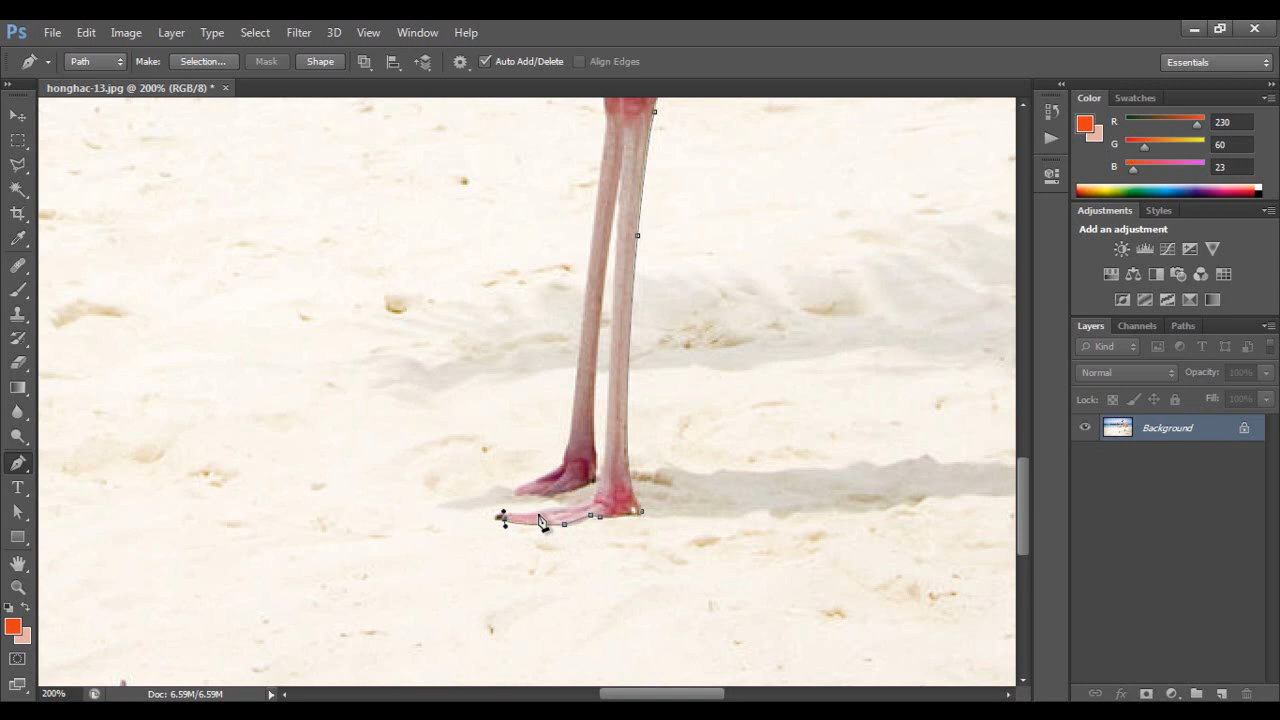 Ps File Edit Image Layer Type Select Filter 3D View Window Help
Path Make: Selection... Mask Shape Auto Add/Delete Align Edges Essentials
honghac-13.jpg @ 200% (RGB/8) * ×
Color Swatches
R 230
G 60
B 23
Adjustments Styles
Add an adjustment
Layers Channels Paths
Kind
Normal Opacity: 100%
Lock: Fill: 100%
Background
200% Doc: 6.59M/6.59M